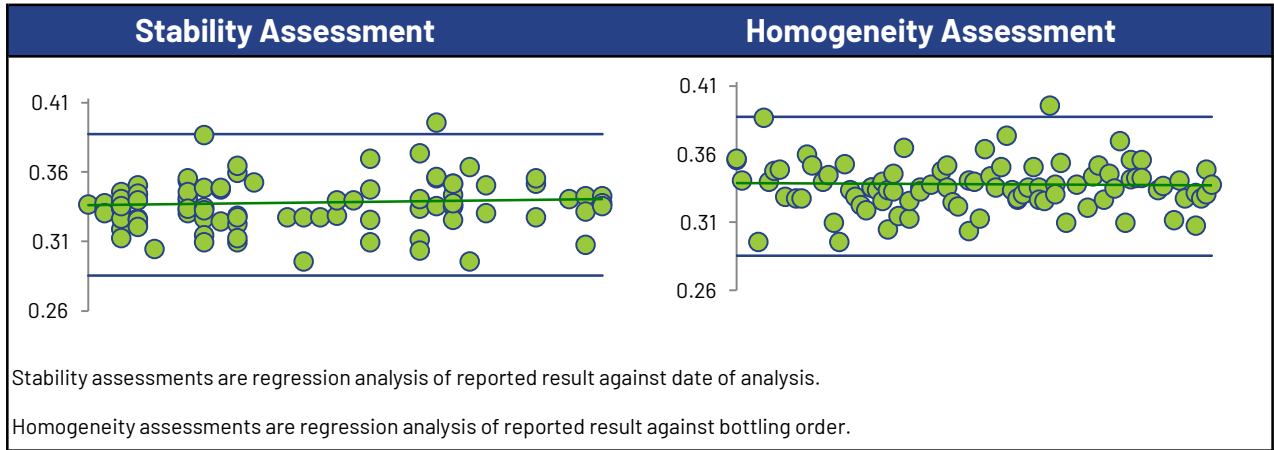 Stability Assessment
Homogeneity Assessment
0.41
0.36
0.31
0.26
0.41
0.36
0.31
0.26
Stability assessments are regression analysis of reported result against date of analysis.
Homogeneity assessments are regression analysis of reported result against bottling order.